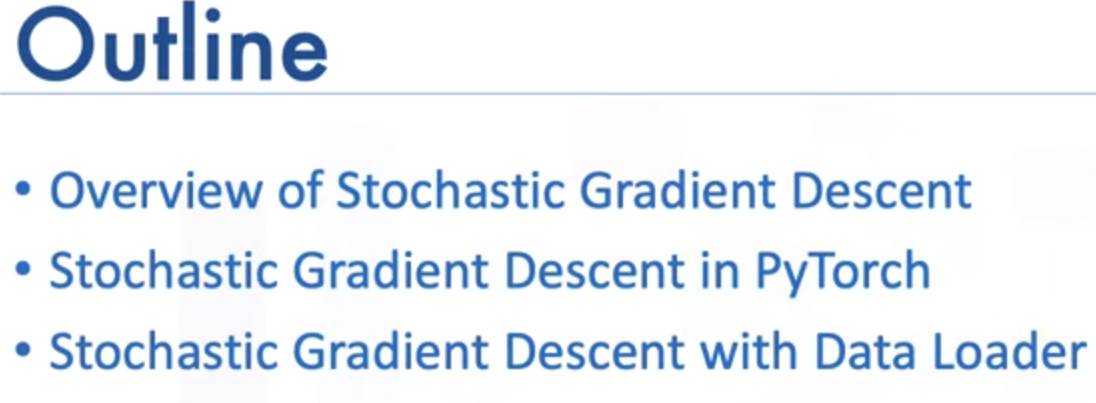 Outline
• Overview of Stochastic Gradient Descent
• Stochastic Gradient Descent in PyTorch
• Stochastic Gradient Descent with Data Loader